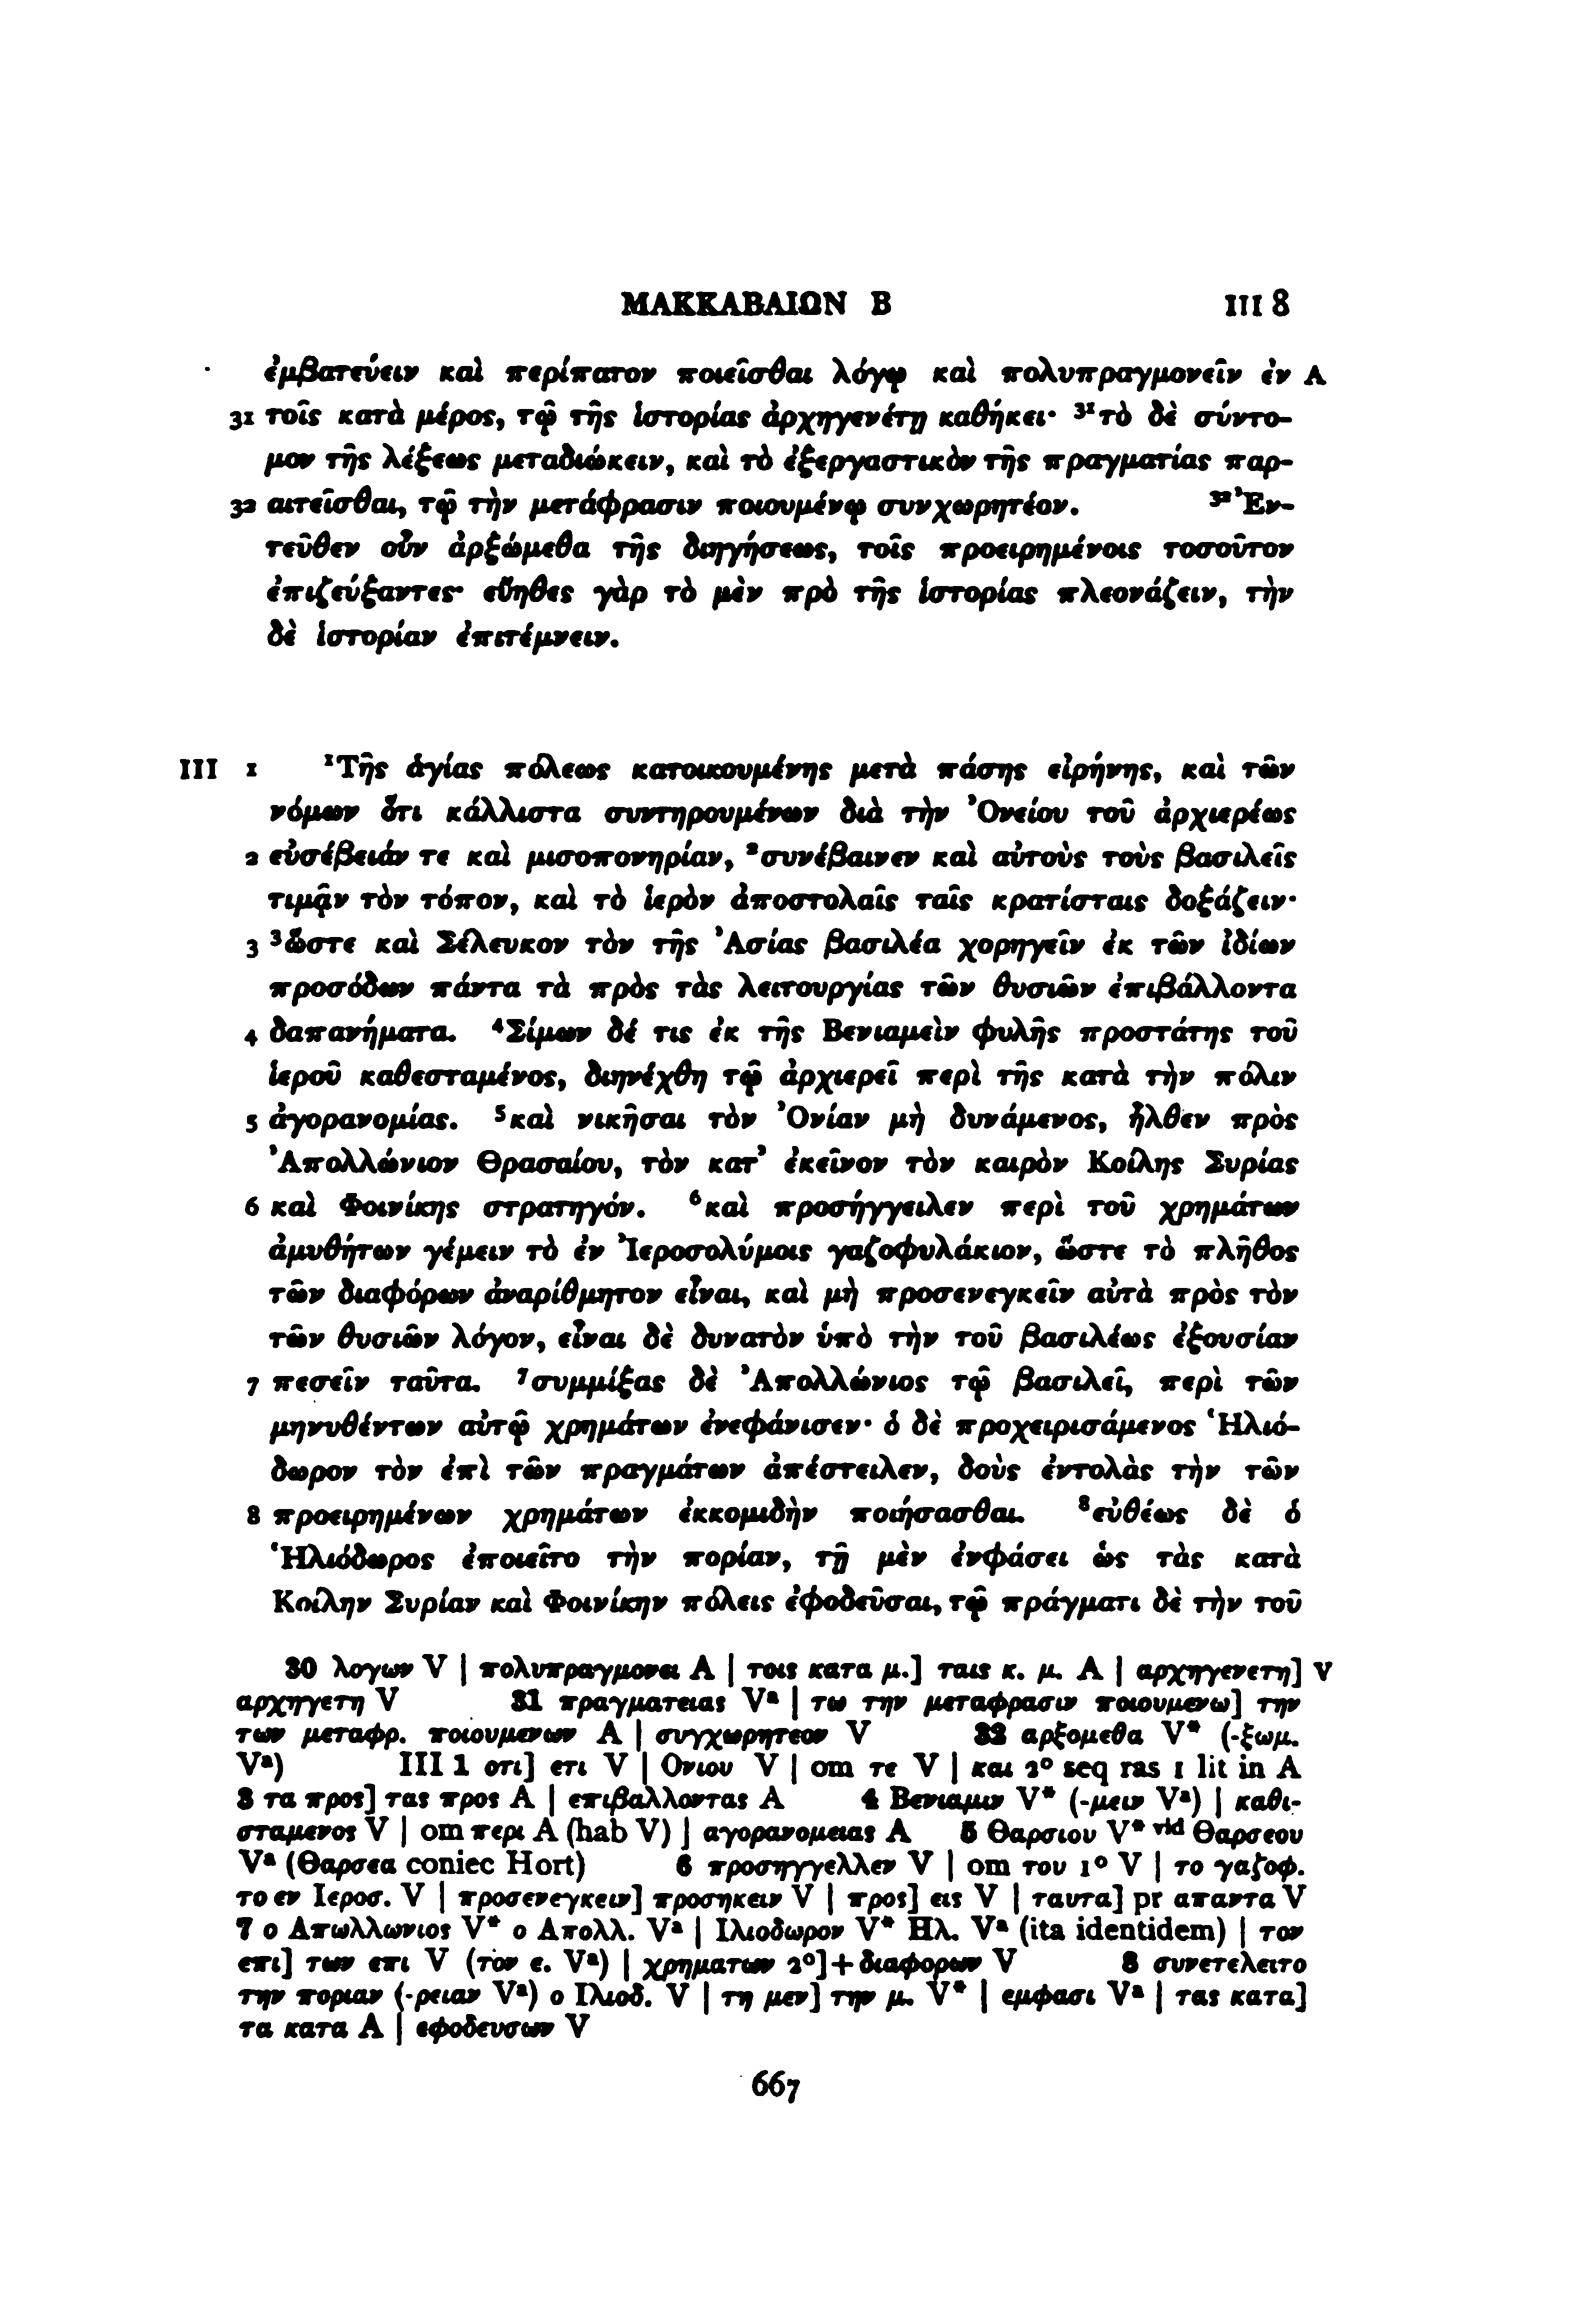 ΜΑΚΚΑΒΑΙΩΝ Β III 8
ἐμβατεύειν καὶ περίπατον ποιεῖσθαι λόγῳ καὶ πολυπραγμονεῖν ἐν A
31 τοῖς κατὰ μέρος, τῷ τῆς ἱστορίας ἀρχηγενέτῃ καθήκει· ³¹τὸ δὲ σύντο-
μον τῆς λέξεως μεταδιώκειν, καὶ τὸ ἐξεργαστικὸν τῆς πραγματίας παρ-
32 αιτεῖσθαι, τῷ τὴν μετάφρασιν ποιουμένῳ συνχωρητέον. ³²Ἐν-
τεῦθεν οὖν ἀρξώμεθα τῆς διηγήσεως, τοῖς προειρημένοις τοσοῦτον
ἐπιζεύξαντες· εὔηθες γὰρ τὸ μὲν πρὸ τῆς ἱστορίας πλεονάζειν, τὴν
δὲ ἱστορίαν ἐπιτέμνειν.
III 1 ¹Τῆς ἁγίας πόλεως κατοικουμένης μετὰ πάσης εἰρήνης, καὶ τῶν
νόμων ὅτι κάλλιστα συντηρουμένων διὰ τὴν Ὀνείου τοῦ ἀρχιερέως
2 εὐσέβειάν τε καὶ μισοπονηρίαν, ²συνέβαινεν καὶ αὐτοὺς τοὺς βασιλεῖς
τιμᾷν τὸν τόπον, καὶ τὸ ἱερὸν ἀποστολαῖς ταῖς κρατίσταις δοξάζειν·
3 ³ὥστε καὶ Σέλευκον τὸν τῆς Ἀσίας βασιλέα χορηγεῖν ἐκ τῶν ἰδίων
προσόδων πάντα τὰ πρὸς τὰς λειτουργίας τῶν θυσιῶν ἐπιβάλλοντα
4 δαπανήματα. ⁴Σίμων δέ τις ἐκ τῆς Βενιαμεὶν φυλῆς προστάτης τοῦ
ἱεροῦ καθεσταμένος, διηνέχθη τῷ ἀρχιερεῖ περὶ τῆς κατὰ τὴν πόλιν
5 ἀγορανομίας. ⁵καὶ νικῆσαι τὸν Ὀνίαν μὴ δυνάμενος, ἦλθεν πρὸς
Ἀπολλώνιον Θρασαίου, τὸν κατ’ ἐκεῖνον τὸν καιρὸν Κοίλης Συρίας
6 καὶ Φοινίκης στρατηγόν. ⁶καὶ προσήγγειλεν περὶ τοῦ χρημάτων
ἀμυθήτων γέμειν τὸ ἐν Ἰεροσολύμοις γαζοφυλάκιον, ὥστε τὸ πλῆθος
τῶν διαφόρων ἀναρίθμητον εἶναι, καὶ μὴ προσενεγκεῖν αὐτὰ πρὸς τὸν
τῶν θυσιῶν λόγον, εἶναι δὲ δυνατὸν ὑπὸ τὴν τοῦ βασιλέως ἐξουσίαν
7 πεσεῖν ταῦτα. ⁷συμμίξας δὲ Ἀπολλώνιος τῷ βασιλεῖ, περὶ τῶν
μηνυθέντων αὐτῷ χρημάτων ἐνεφάνισεν· ὁ δὲ προχειρισάμενος Ἡλιό-
δωρον τὸν ἐπὶ τῶν πραγμάτων ἀπέστειλεν, δοὺς ἐντολὰς τὴν τῶν
8 προειρημένων χρημάτων ἐκκομιδὴν ποιήσασθαι. ⁸εὐθέως δὲ ὁ
Ἡλιόδωρος ἐποιεῖτο τὴν πορίαν, τῇ μὲν ἐνφάσει ὡς τὰς κατὰ
Κοίλην Συρίαν καὶ Φοινίκην πόλεις ἐφοδεῦσαι, τῷ πράγματι δὲ τὴν τοῦ
30 λογων V | πολυπραγμονει A | τοις κατα μ.] ταις κ. μ. A | αρχηγενετη] V
αρχηγετη V 31 πραγματειας Vᵃ | τω την μεταφρασιν ποιουμενω] την
των μεταφρ. ποιουμενων A | συγχωρητεον V 32 αρξομεθα V* (-ξωμ.
Vᵃ) III 1 οτι] ετι V | Ονιου V | om τε V | και 2° seq ras 1 lit in A
3 τα προς] τας προς A | επιβαλλοντας A 4 Βενιαμιν V* (-μειν Vᵃ) | καθι-
σταμενος V | om περι A (hab V) | αγορανομειας A 5 Θαρσιου V* ᵛⁱᵈ Θαρσεου
Vᵃ (Θαρσεα coniec Hort) 6 προσηγγελλεν V | om του 1° V | το γαζοφ.
το εν Ιεροσ. V | προσενεγκειν] προσηκειν V | προς] εις V | ταυτα] pr απαντα V
7 ο Απωλλωνιος V* ο Απολλ. Vᵃ | Ιλιοδωρον V* Ηλ. Vᵃ (ita identidem) | τον
επι] των επι V (τον ε. Vᵃ) | χρηματων 2°]+διαφορων V 8 συνετελειτο
την ποριαν (-ρειαν Vᵃ) ο Ιλιοδ. V | τη μεν] την μ. V* | εμφασι Vᵃ | τας κατα]
τα κατα A | εφοδευσων V
667